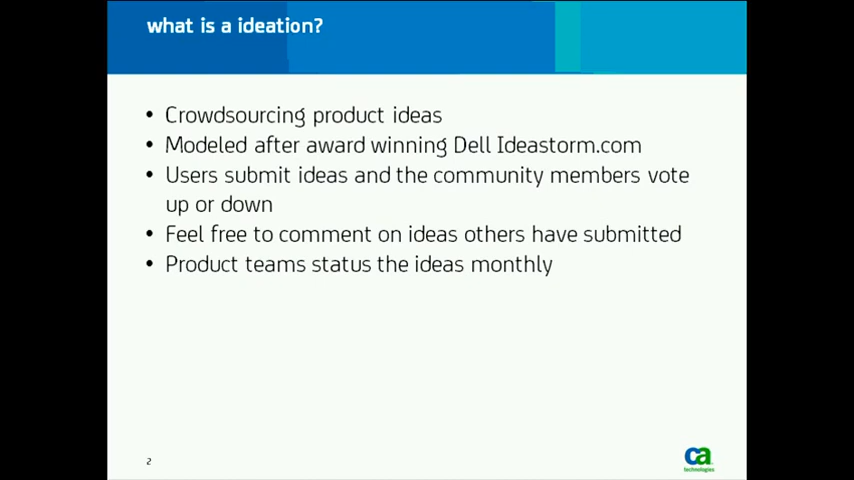 what is a ideation?
• Crowdsourcing product ideas
• Modeled after award winning Dell Ideastorm.com
• Users submit ideas and the community members vote
up or down
• Feel free to comment on ideas others have submitted
• Product teams status the ideas monthly
2
ca
technologies